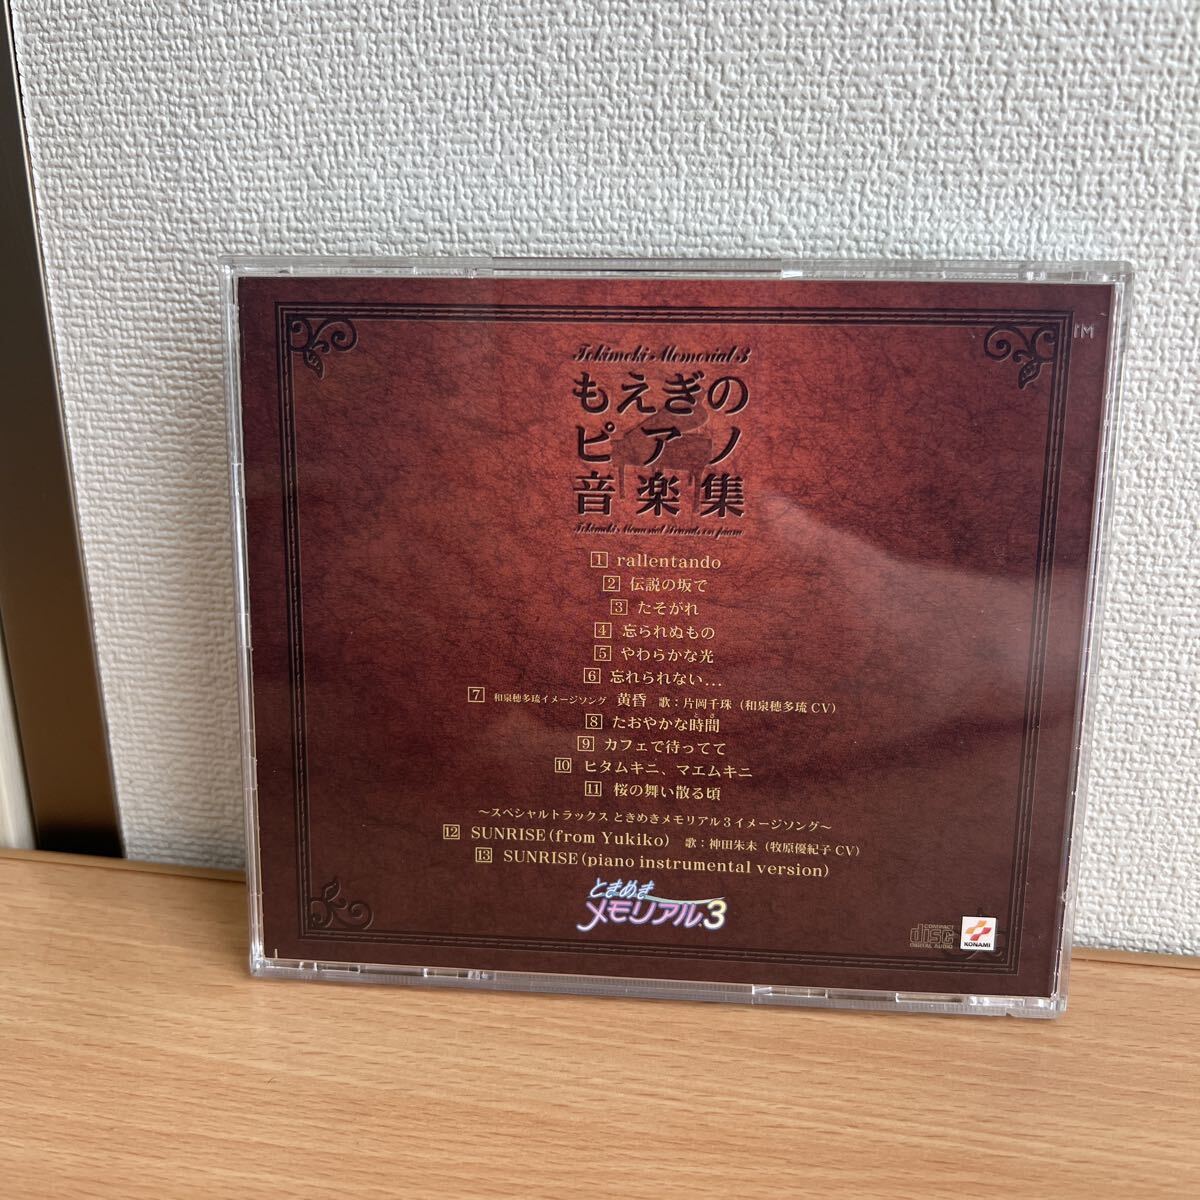 Tokimeki Memorial 3
もえぎの
ピアノ
音楽集
Tokimeki Memorial Sounds on piano
1 rallentando
2 伝説の坂で
3 たそがれ
4 忘られぬもの
5 やわらかな光
6 忘れられない…
7 和泉穂多琉イメージソング 黄昏 歌：片岡千珠（和泉穂多琉 CV）
8 たおやかな時間
9 カフェで待ってて
10 ヒタムキニ、マエムキニ
11 桜の舞い散る頃
〜スペシャルトラックス ときめきメモリアル3イメージソング〜
12 SUNRISE（from Yukiko） 歌：神田朱未（牧原優紀子 CV）
13 SUNRISE（piano instrumental version）
ときめき
メモリアル3
COMPACT
disc
DIGITAL AUDIO
KONAMI
TM